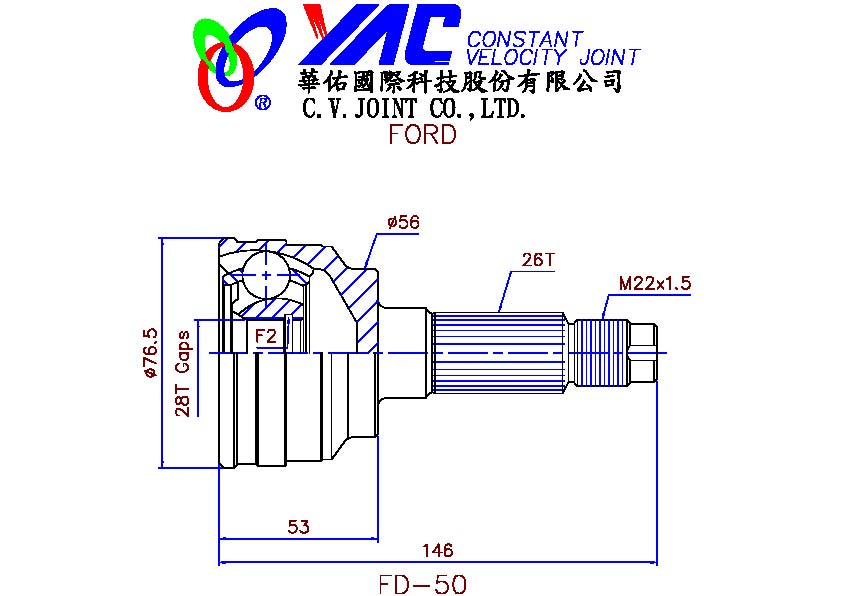 YAC CONSTANT
VELOCITY JOINT
®
華佑國際科技股份有限公司
C.V.JOINT CO.,LTD.
FORD
ø56
26T
M22x1.5
ø76.5
28T Gaps
F2
53
146
FD-50